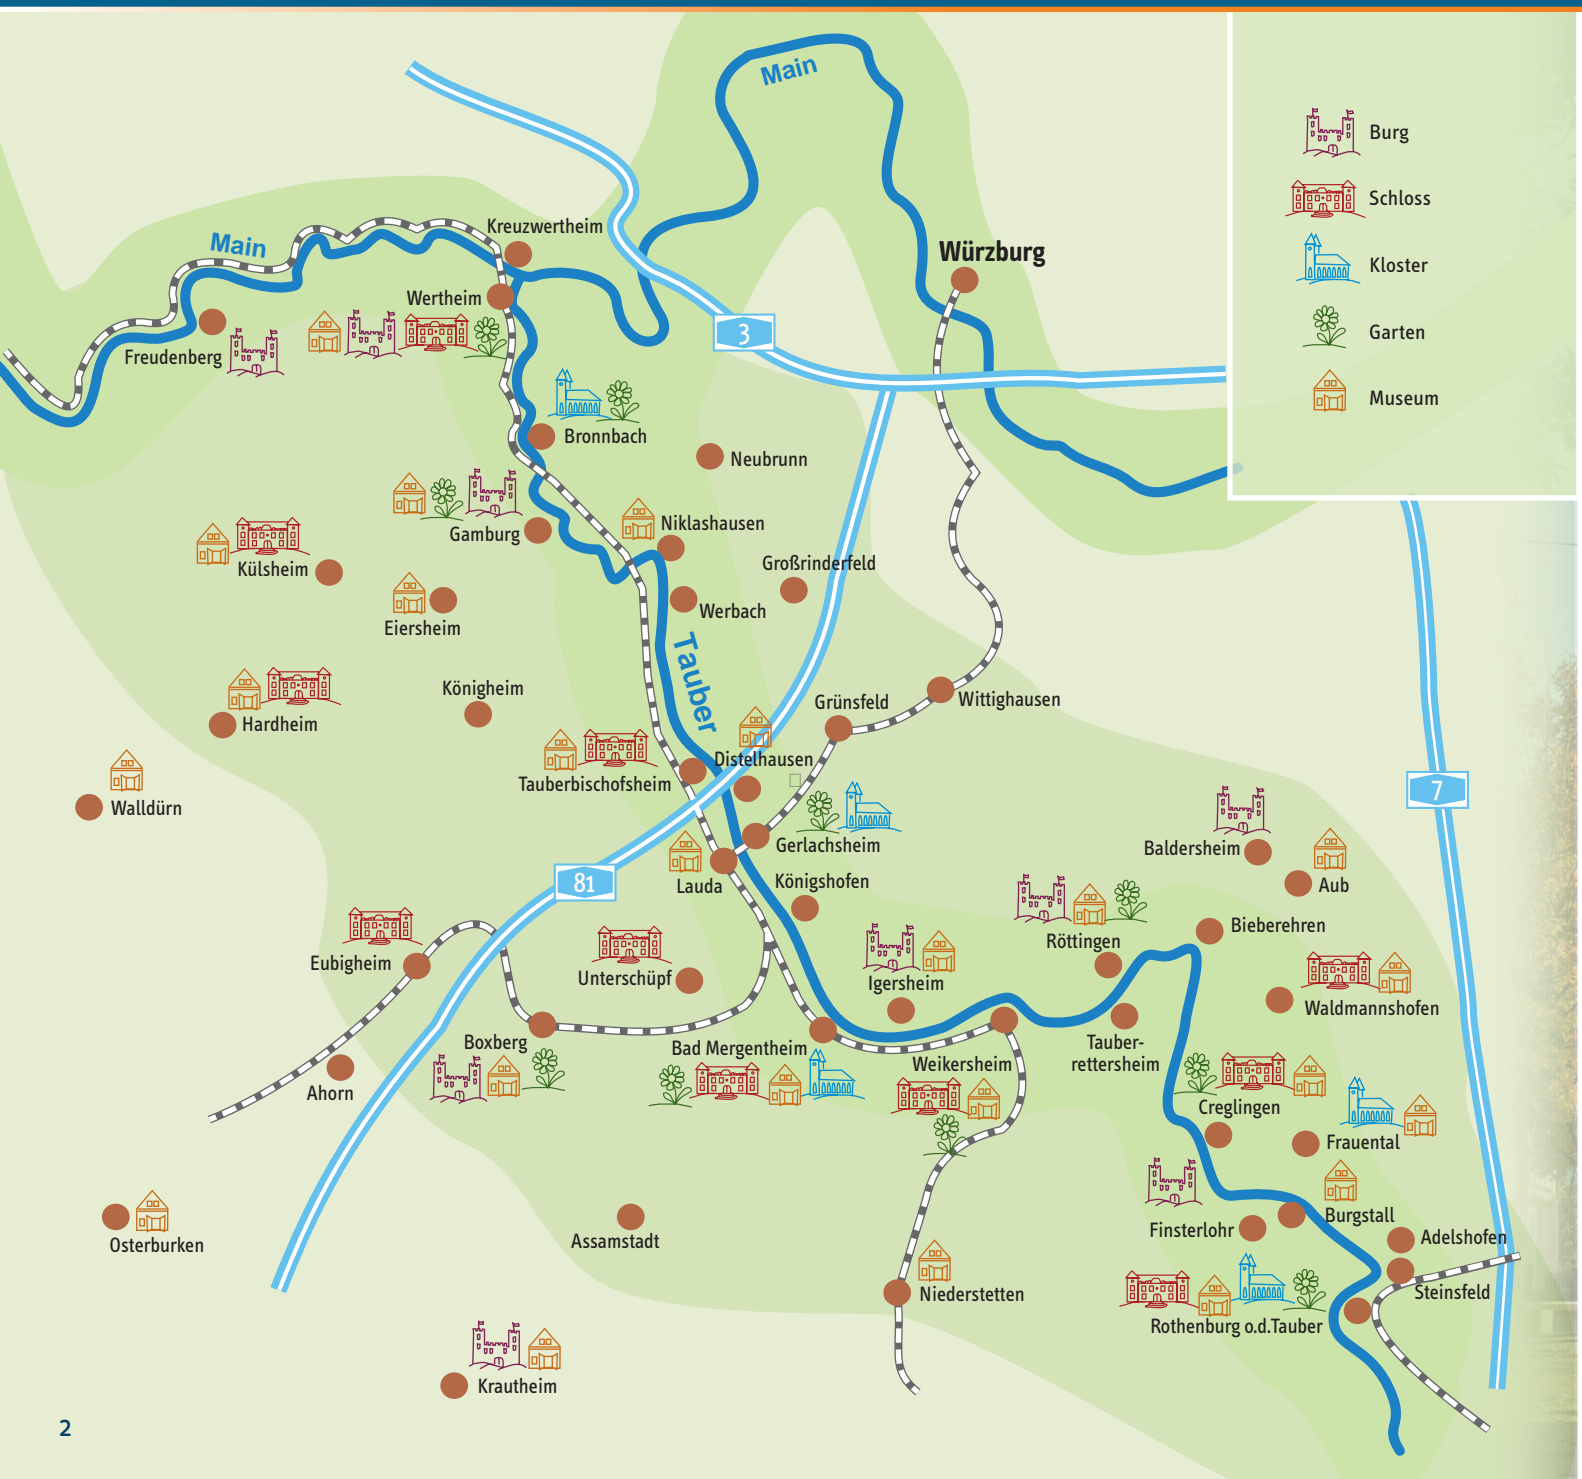 Main
Burg
Schloss
Kloster
Garten
Museum
Kreuzwertheim
Main
Würzburg
Wertheim
3
Freudenberg
Bronnbach
Neubrunn
Gamburg
Niklashausen
Külsheim
Großrinderfeld
Werbach
Eiersheim
Tauber
Königheim
Grünsfeld
Wittighausen
Hardheim
Distelhausen
Tauberbischofsheim
7
Walldürn
Gerlachsheim
Baldersheim
Lauda
Königshofen
81
Aub
Bieberehren
Röttingen
Eubigheim
Unterschüpf
Igersheim
Waldmannshofen
Boxberg
Bad Mergentheim
Tauber-
rettersheim
Weikersheim
Ahorn
Creglingen
Frauental
Burgstall
Finsterlohr
Adelshofen
Osterburken
Assamstadt
Niederstetten
Steinsfeld
Rothenburg o.d.Tauber
Krautheim
2